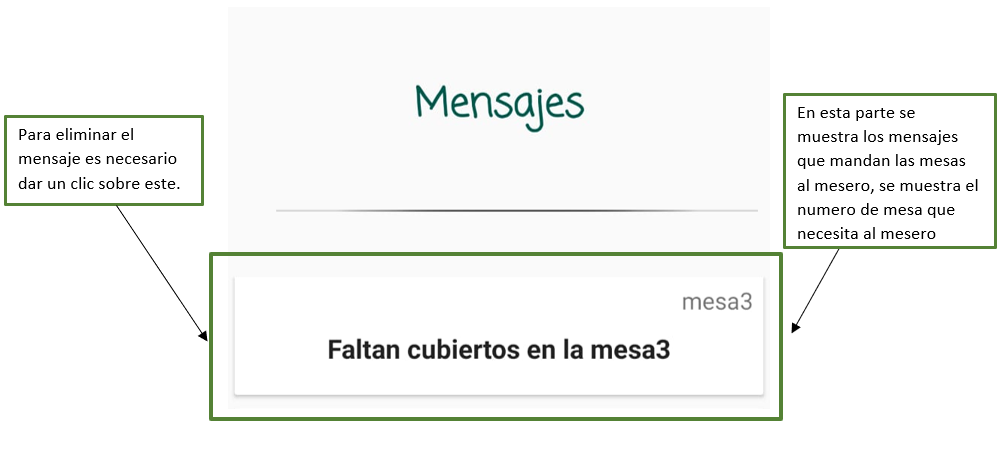 Mensajes
Para eliminar el
mensaje es necesario
dar un clic sobre este.
En esta parte se
muestra los mensajes
que mandan las mesas
al mesero, se muestra el
numero de mesa que
necesita al mesero
mesa3
Faltan cubiertos en la mesa3